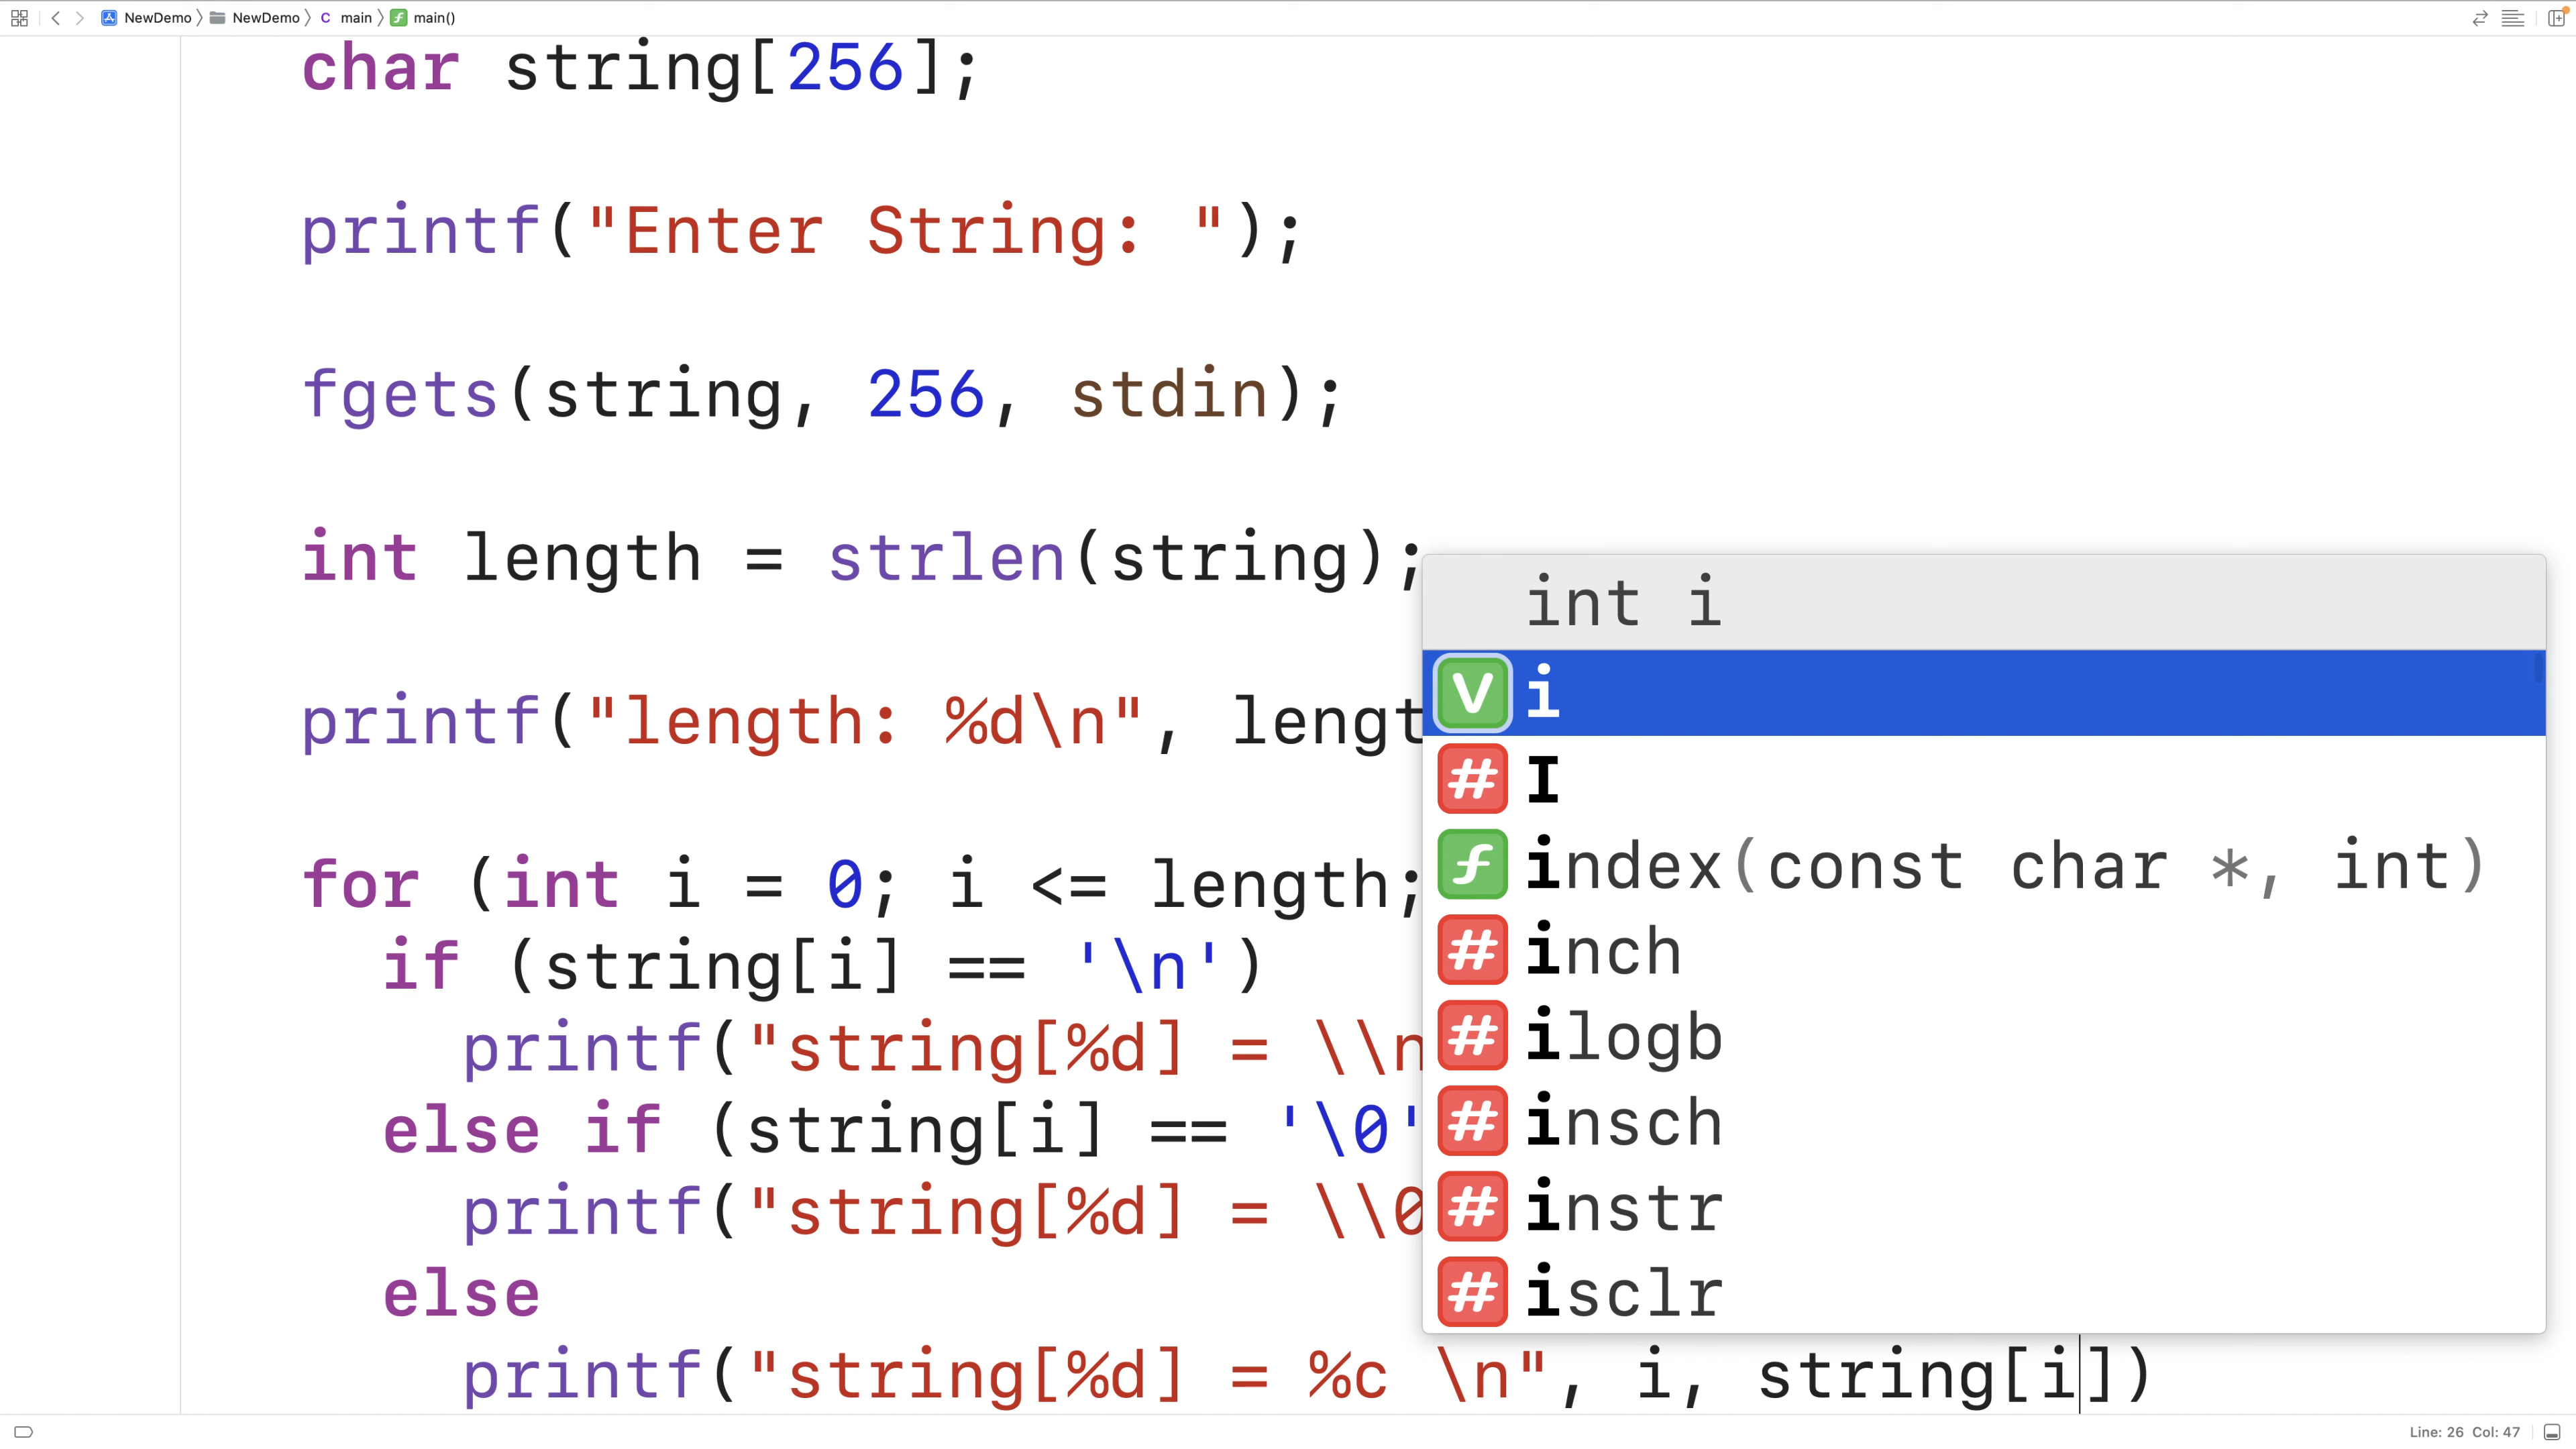 NewDemo NewDemo C main f main()
char string[256];
printf("Enter String: ");
fgets(string, 256, stdin);
int length = strlen(string);
printf("length: %d\n", lengt
for (int i = 0; i <= length;
if (string[i] == '\n')
printf("string[%d] = \\n
else if (string[i] == '\0'
printf("string[%d] = \\0
else
printf("string[%d] = %c \n", i, string[i])
int i
V i
# I
f index(const char *, int)
# inch
# ilogb
# insch
# instr
# isclr
Line: 26 Col: 47